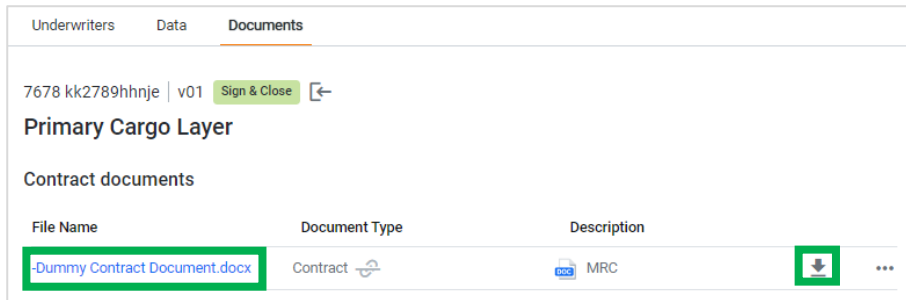 Underwriters Data Documents
7678 kk2789hhnje | v01 Sign & Close
Primary Cargo Layer
Contract documents
File Name Document Type Description
-Dummy Contract Document.docx Contract DOC MRC